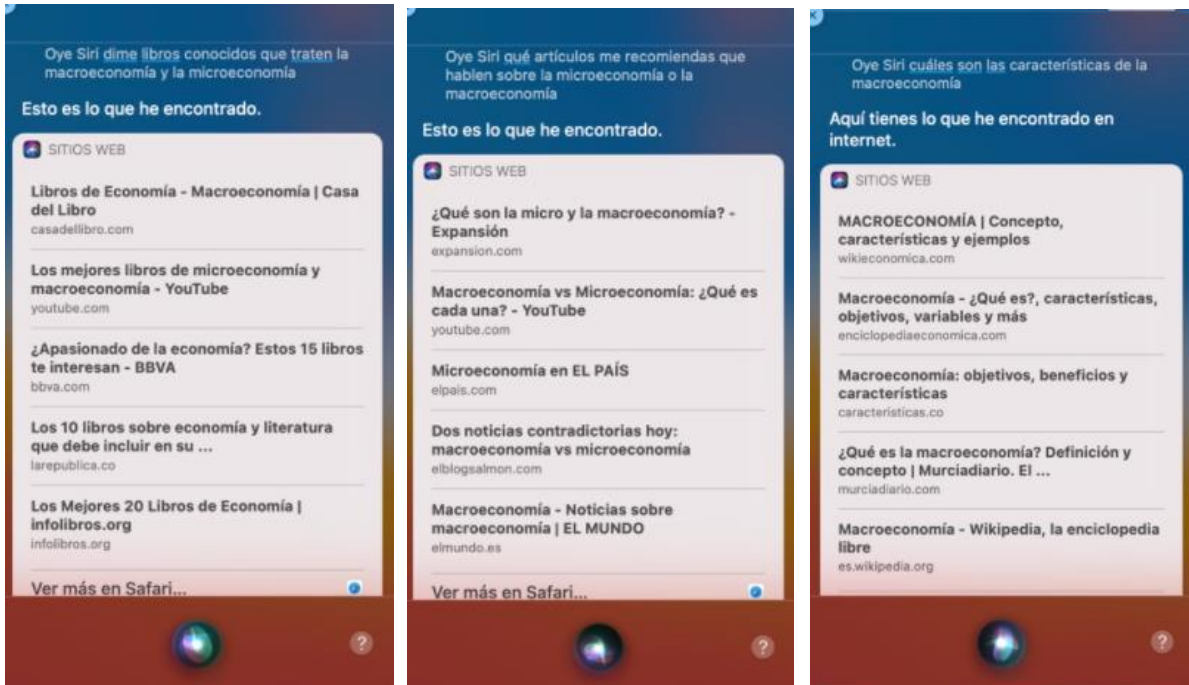 Oye Siri dime libros conocidos que traten la
macroeconomía y la microeconomía
Esto es lo que he encontrado.
SITIOS WEB
Libros de Economía - Macroeconomía | Casa
del Libro
casadellibro.com
Los mejores libros de microeconomía y
macroeconomía - YouTube
youtube.com
¿Apasionado de la economía? Estos 15 libros
te interesan - BBVA
bbva.com
Los 10 libros sobre economía y literatura
que debe incluir en su ...
larepublica.co
Los Mejores 20 Libros de Economía |
infolibros.org
infolibros.org
Ver más en Safari...
?
Oye Siri qué artículos me recomiendas que
hablen sobre la microeconomía o la
macroeconomía
Esto es lo que he encontrado.
SITIOS WEB
¿Qué son la micro y la macroeconomía? -
Expansión
expansion.com
Macroeconomía vs Microeconomía: ¿Qué es
cada una? - YouTube
youtube.com
Microeconomía en EL PAÍS
elpais.com
Dos noticias contradictorias hoy:
macroeconomía vs microeconomía
elblogsalmon.com
Macroeconomía - Noticias sobre
macroeconomía | EL MUNDO
elmundo.es
Ver más en Safari...
?
Oye Siri cuáles son las características de la
macroeconomía
Aquí tienes lo que he encontrado en
internet.
SITIOS WEB
MACROECONOMÍA | Concepto,
características y ejemplos
wikieconomica.com
Macroeconomía - ¿Qué es?, características,
objetivos, variables y más
enciclopediaeconomica.com
Macroeconomía: objetivos, beneficios y
características
caracteristicas.co
¿Qué es la macroeconomía? Definición y
concepto | Murciadiario. El ...
murciadiario.com
Macroeconomía - Wikipedia, la enciclopedia
libre
es.wikipedia.org
?